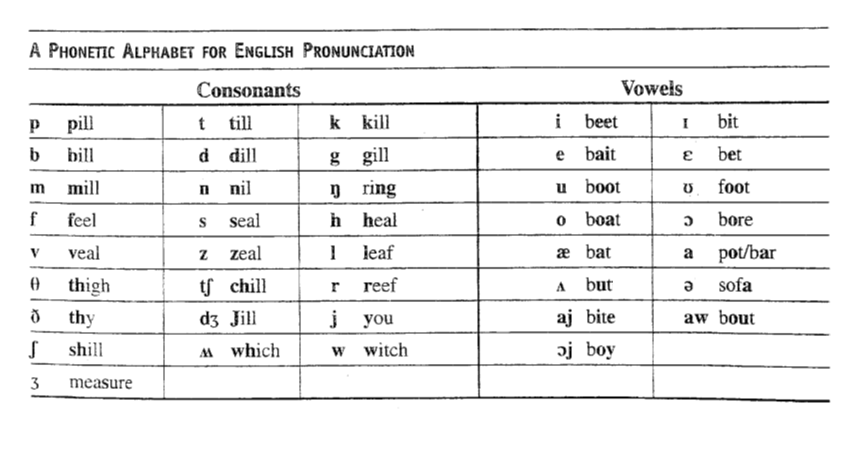 A PHONETIC ALPHABET FOR ENGLISH PRONUNCIATION
Consonants Vowels
p pill t till k kill i beet ɪ bit
b bill d dill g gill e bait ɛ bet
m mill n nil ŋ ring u boot ʊ foot
f feel s seal h heal o boat ɔ bore
v veal z zeal l leaf æ bat a pot/bar
θ thigh tʃ chill r reef ʌ but ə sofa
ð thy dʒ Jill j you aj bite aw bout
ʃ shill ʍ which w witch ɔj boy
ʒ measure